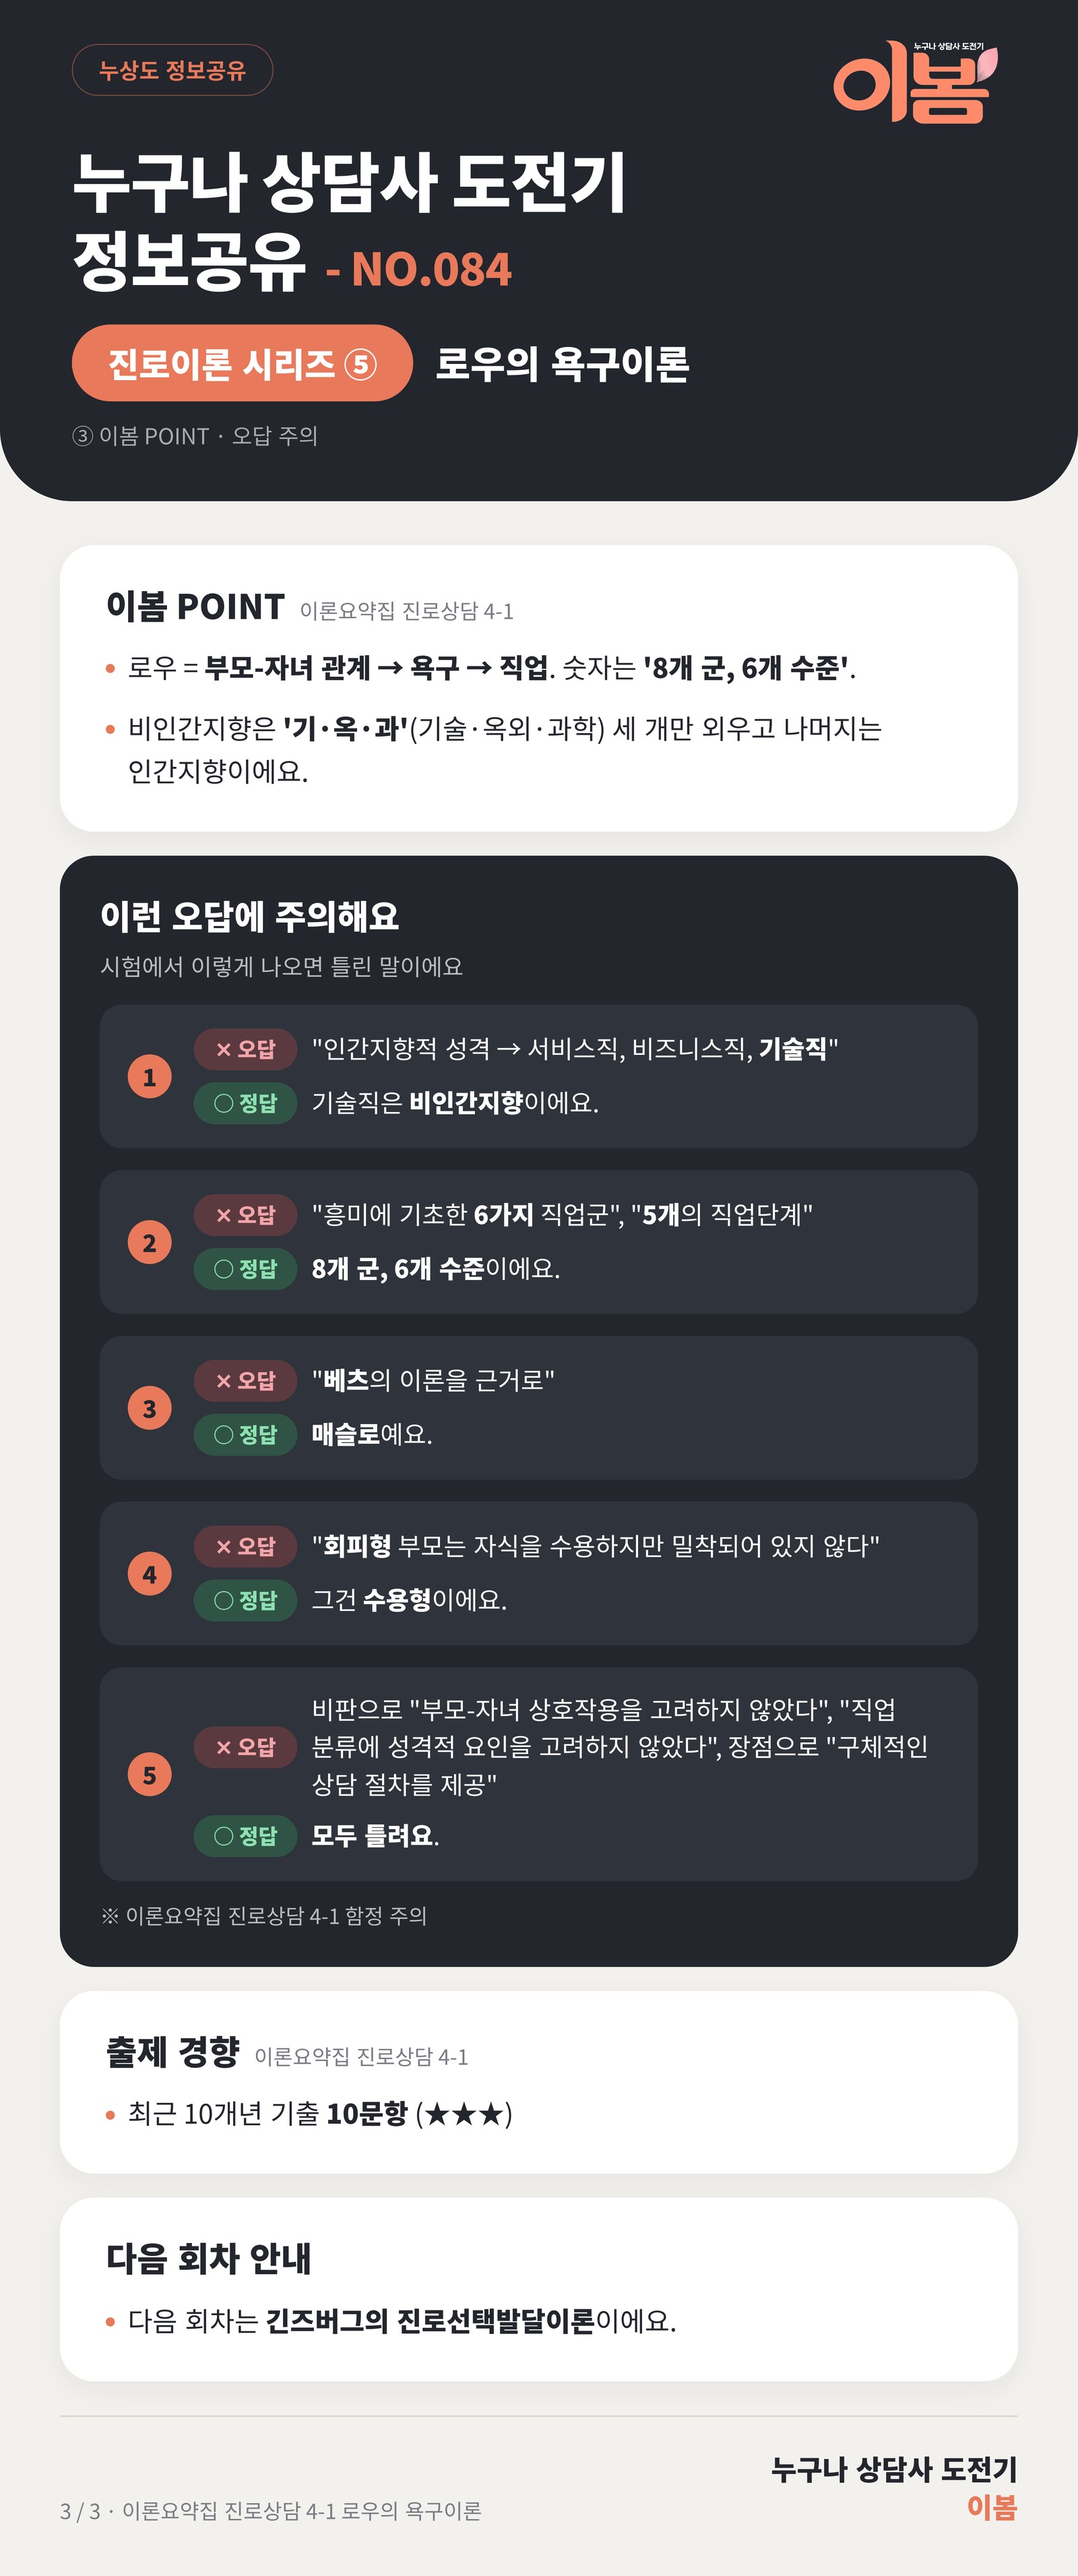 누상도 정보공유
누구나 상담사 도전기
이봄
누구나 상담사 도전기
정보공유 - NO.084
진로이론 시리즈 ⑤ 로우의 욕구이론
③ 이봄 POINT · 오답 주의
이봄 POINT 이론요약집 진로상담 4-1
• 로우 = 부모-자녀 관계 → 욕구 → 직업. 숫자는 '8개 군, 6개 수준'.
• 비인간지향은 '기·옥·과'(기술·옥외·과학) 세 개만 외우고 나머지는
인간지향이에요.
이런 오답에 주의해요
시험에서 이렇게 나오면 틀린 말이에요
1
× 오답 "인간지향적 성격 → 서비스직, 비즈니스직, 기술직"
○ 정답 기술직은 비인간지향이에요.
2
× 오답 "흥미에 기초한 6가지 직업군", "5개의 직업단계"
○ 정답 8개 군, 6개 수준이에요.
3
× 오답 "베츠의 이론을 근거로"
○ 정답 매슬로예요.
4
× 오답 "회피형 부모는 자식을 수용하지만 밀착되어 있지 않다"
○ 정답 그건 수용형이에요.
5
× 오답 비판으로 "부모-자녀 상호작용을 고려하지 않았다", "직업
분류에 성격적 요인을 고려하지 않았다", 장점으로 "구체적인
상담 절차를 제공"
○ 정답 모두 틀려요.
※ 이론요약집 진로상담 4-1 함정 주의
출제 경향 이론요약집 진로상담 4-1
• 최근 10개년 기출 10문항 (★★★)
다음 회차 안내
• 다음 회차는 긴즈버그의 진로선택발달이론이에요.
누구나 상담사 도전기
3 / 3 · 이론요약집 진로상담 4-1 로우의 욕구이론
이봄